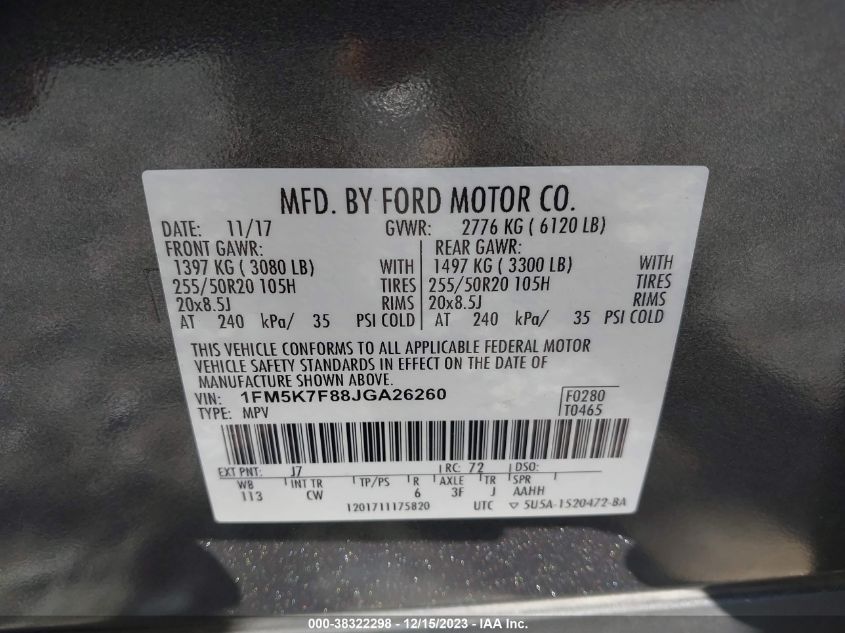 MFD. BY FORD MOTOR CO.
DATE: 11/17 GVWR: 2776 KG ( 6120 LB)
FRONT GAWR: REAR GAWR:
1397 KG ( 3080 LB) WITH 1497 KG ( 3300 LB) WITH
255/50R20 105H TIRES 255/50R20 105H TIRES
20x8.5J RIMS 20x8.5J RIMS
AT 240 kPa/ 35 PSI COLD AT 240 kPa/ 35 PSI COLD
THIS VEHICLE CONFORMS TO ALL APPLICABLE FEDERAL MOTOR
VEHICLE SAFETY STANDARDS IN EFFECT ON THE DATE OF
MANUFACTURE SHOWN ABOVE.
VIN: 1FM5K7F88JGA26260 F0280
TYPE: MPV T0465
EXT PNT: J7 RC: 72 DSO:
WB INT TR TP/PS R AXLE TR SPR
113 CW 6 3F J AAHH
1201711175820 UTC ▽ 5U5A-1520472-BA
000-38322298 - 12/15/2023 - IAA Inc.